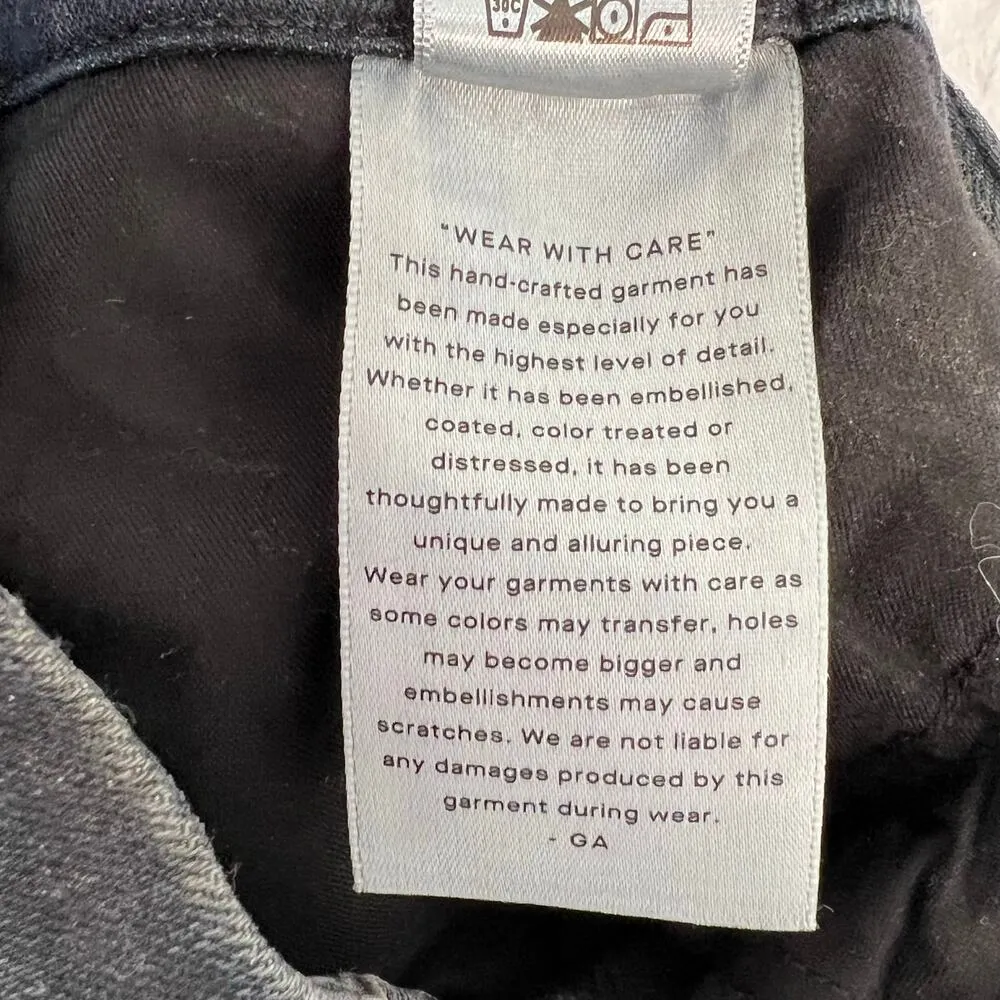 30C
"WEAR WITH CARE"
This hand-crafted garment has
been made especially for you
with the highest level of detail.
Whether it has been embellished,
coated, color treated or
distressed, it has been
thoughtfully made to bring you a
unique and alluring piece.
Wear your garments with care as
some colors may transfer, holes
may become bigger and
embellishments may cause
scratches. We are not liable for
any damages produced by this
garment during wear.
- GA